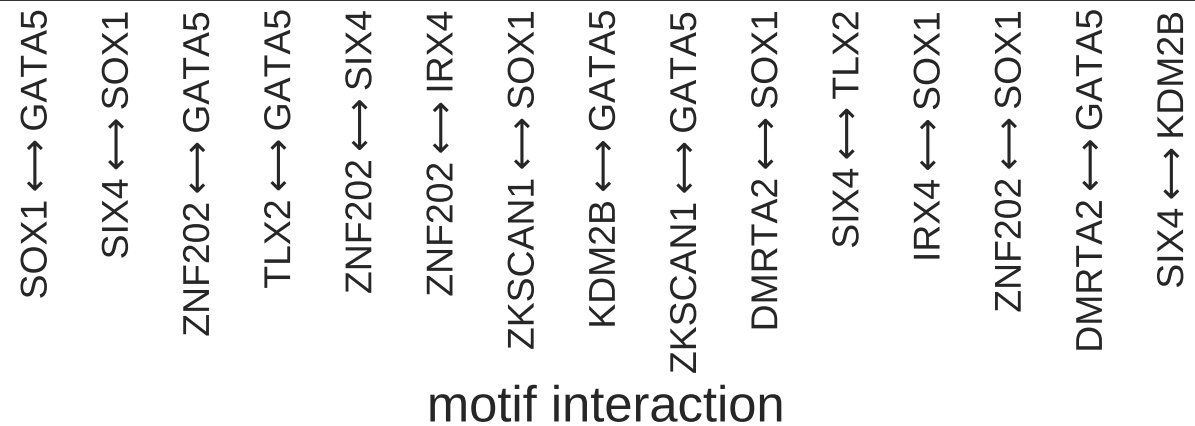 SOX1 ⟷ GATA5
SIX4 ⟷ SOX1
ZNF202 ⟷ GATA5
TLX2 ⟷ GATA5
ZNF202 ⟷ SIX4
ZNF202 ⟷ IRX4
ZKSCAN1 ⟷ SOX1
KDM2B ⟷ GATA5
ZKSCAN1 ⟷ GATA5
DMRTA2 ⟷ SOX1
SIX4 ⟷ TLX2
IRX4 ⟷ SOX1
ZNF202 ⟷ SOX1
DMRTA2 ⟷ GATA5
SIX4 ⟷ KDM2B
motif interaction